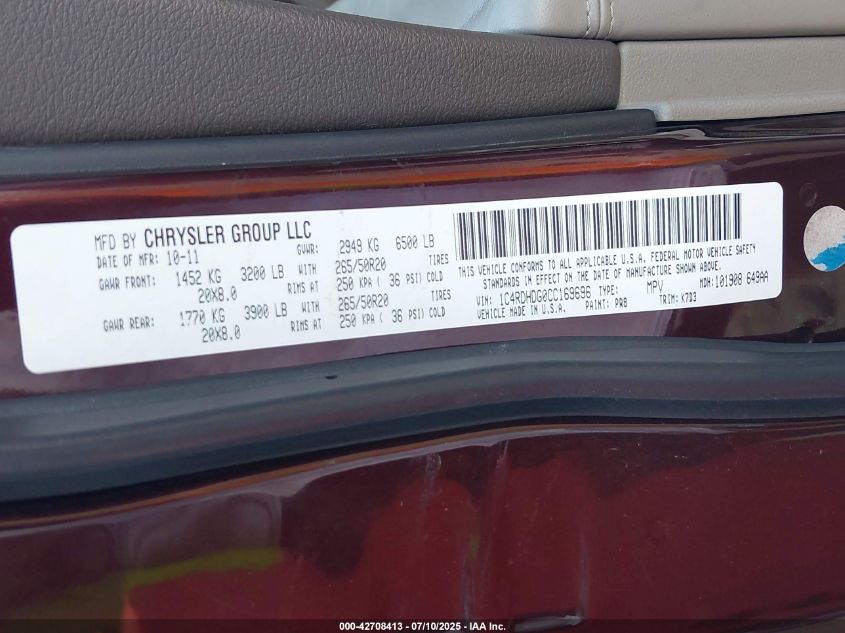 MFD BY CHRYSLER GROUP LLC
DATE OF MFR: 10-11 GVWR: 2949 KG 6500 LB
GAWR FRONT: 1452 KG 3200 LB WITH 265/50R20 TIRES
20X8.0 RIMS AT 250 KPA ( 36 PSI) COLD
GAWR REAR: 1770 KG 3900 LB WITH 265/50R20 TIRES
20X8.0 RIMS AT 250 KPA ( 36 PSI) COLD
THIS VEHICLE CONFORMS TO ALL APPLICABLE U.S.A. FEDERAL MOTOR VEHICLE SAFETY
STANDARDS IN EFFECT ON THE DATE OF MANUFACTURE SHOWN ABOVE.
VIN: 1C4RDHDG0CC169696 TYPE: MPV MDH: 101908 649AA
VEHICLE MADE IN U.S.A. PAINT: PR8 TRIM: K7D3
000-42708413 - 07/10/2025 - IAA Inc.